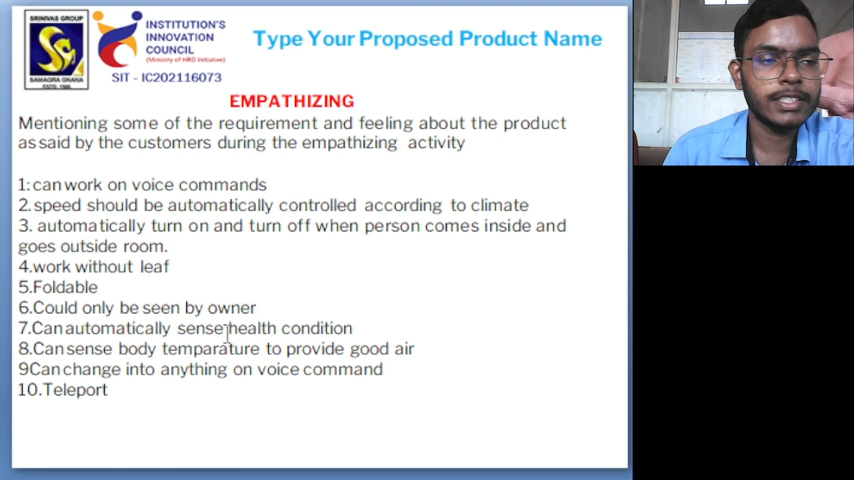 SRINIVAS GROUP
SAMAGRA GNANA
ESTD. 1988.
INSTITUTION'S
INNOVATION
COUNCIL
(Ministry of HRD Initiative)
SIT - IC202116073
Type Your Proposed Product Name
EMPATHIZING
Mentioning some of the requirement and feeling about the product
as said by the customers during the empathizing activity
1: can work on voice commands
2. speed should be automatically controlled according to climate
3. automatically turn on and turn off when person comes inside and
goes outside room.
4.work without leaf
5.Foldable
6.Could only be seen by owner
7.Can automatically sense health condition
8.Can sense body temparature to provide good air
9Can change into anything on voice command
10.Teleport